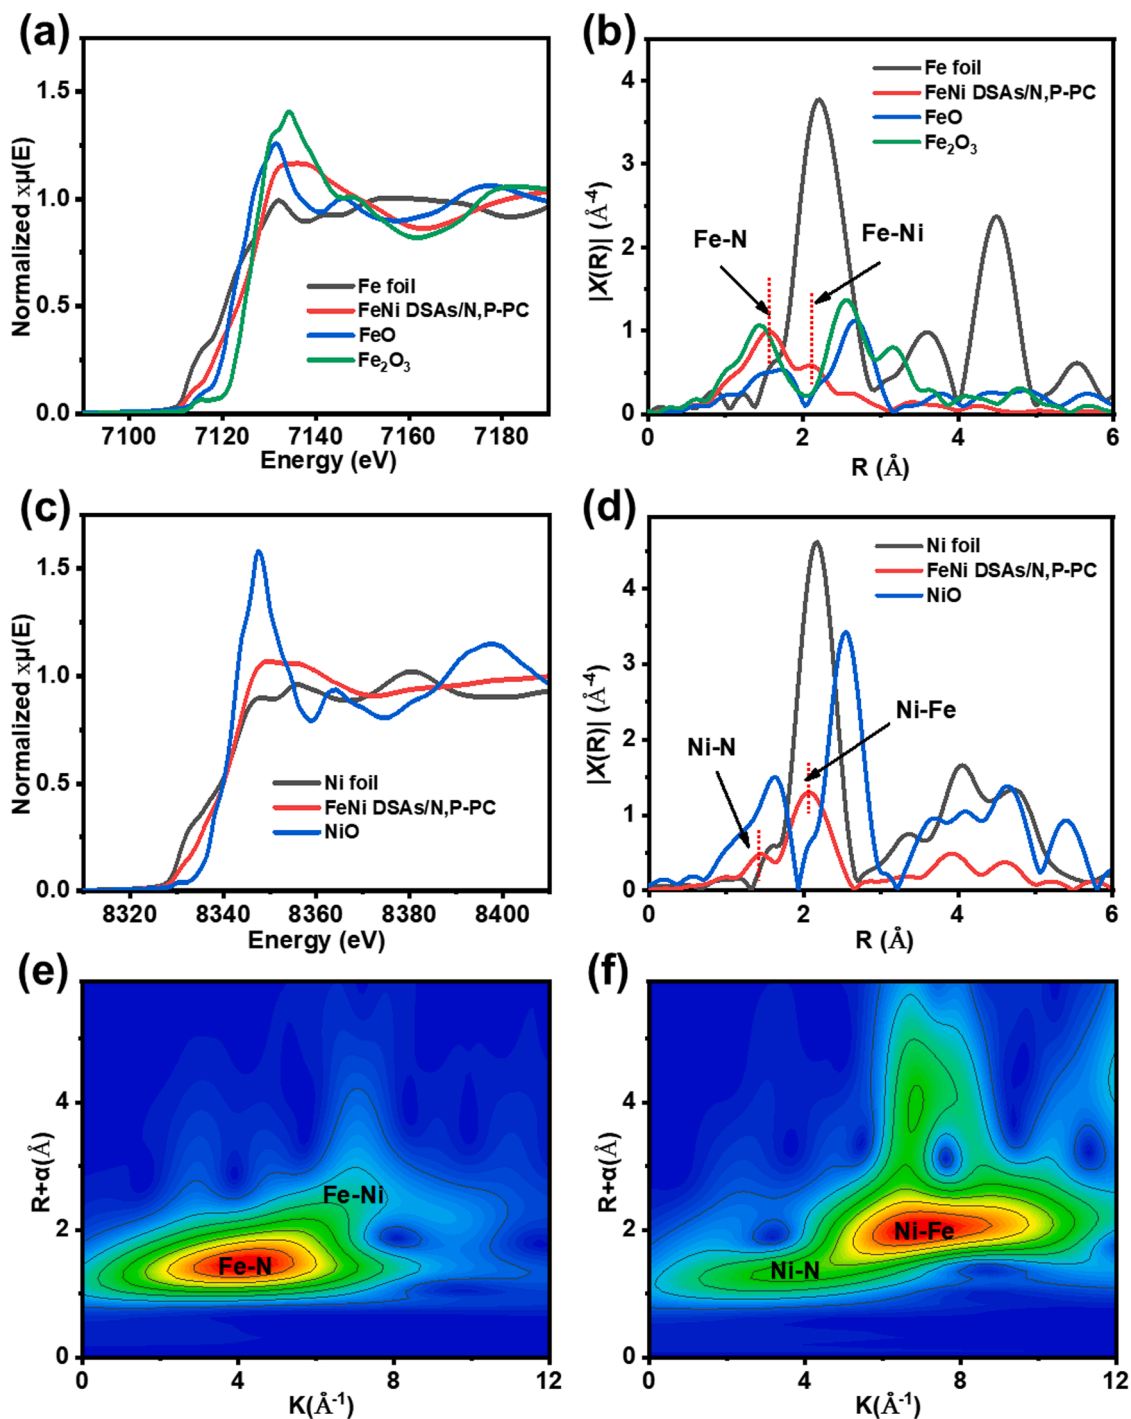 (a)
Normalized xμ(E)
1.5
1.0
0.5
0.0
Fe foil
FeNi DSAs/N,P-PC
FeO
Fe₂O₃
7100 7120 7140 7160 7180
Energy (eV)
(b)
|X(R)| (Å⁻⁴)
4
3
2
1
0
Fe foil
FeNi DSAs/N,P-PC
FeO
Fe₂O₃
Fe-N
Fe-Ni
0 2 4 6
R (Å)
(c)
Normalized xμ(E)
1.5
1.0
0.5
0.0
Ni foil
FeNi DSAs/N,P-PC
NiO
8320 8340 8360 8380 8400
Energy (eV)
(d)
|X(R)| (Å⁻⁴)
4
3
2
1
0
Ni foil
FeNi DSAs/N,P-PC
NiO
Ni-Fe
Ni-N
0 2 4 6
R (Å)
(e)
R+α(Å)
4
2
0
Fe-Ni
Fe-N
0 4 8 12
K(Å⁻¹)
(f)
R+α(Å)
4
2
0
Ni-Fe
Ni-N
0 4 8 12
K(Å⁻¹)